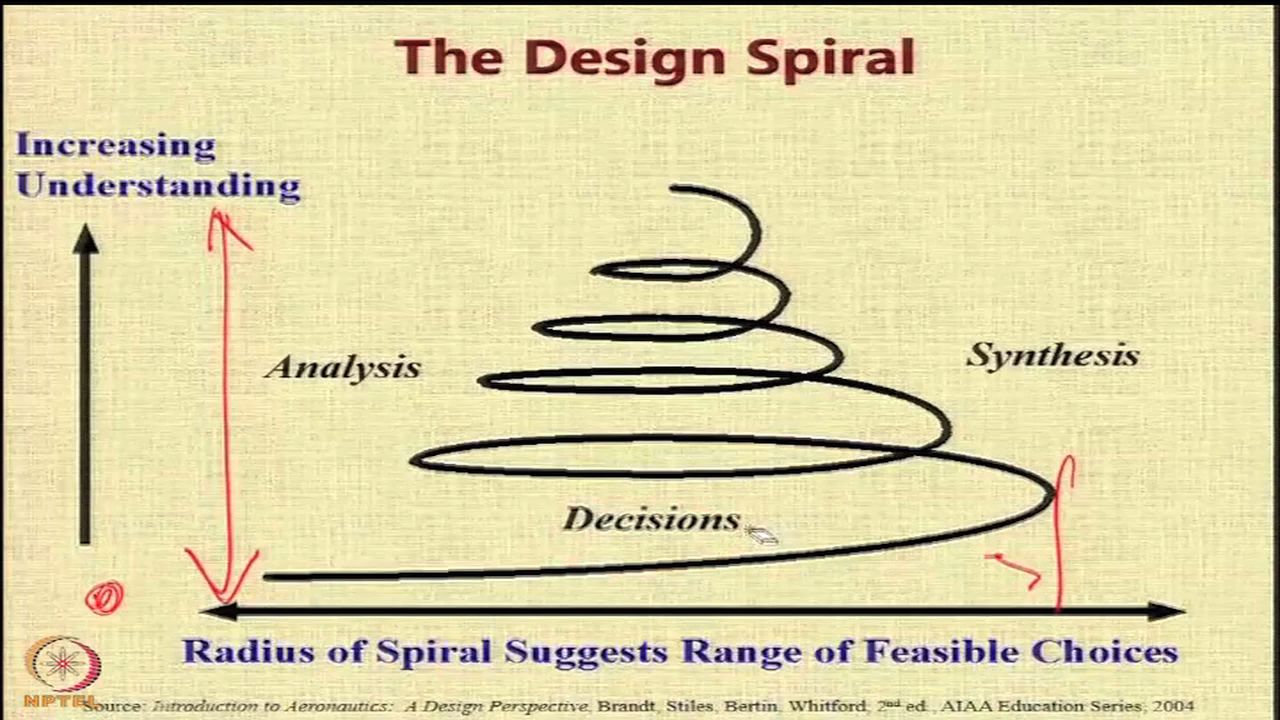 The Design Spiral
Increasing
Understanding
Analysis
Synthesis
Decisions
Radius of Spiral Suggests Range of Feasible Choices
NPTEL
Source: Introduction to Aeronautics: A Design Perspective, Brandt, Stiles, Bertin, Whitford, 2nd ed., AIAA Education Series, 2004